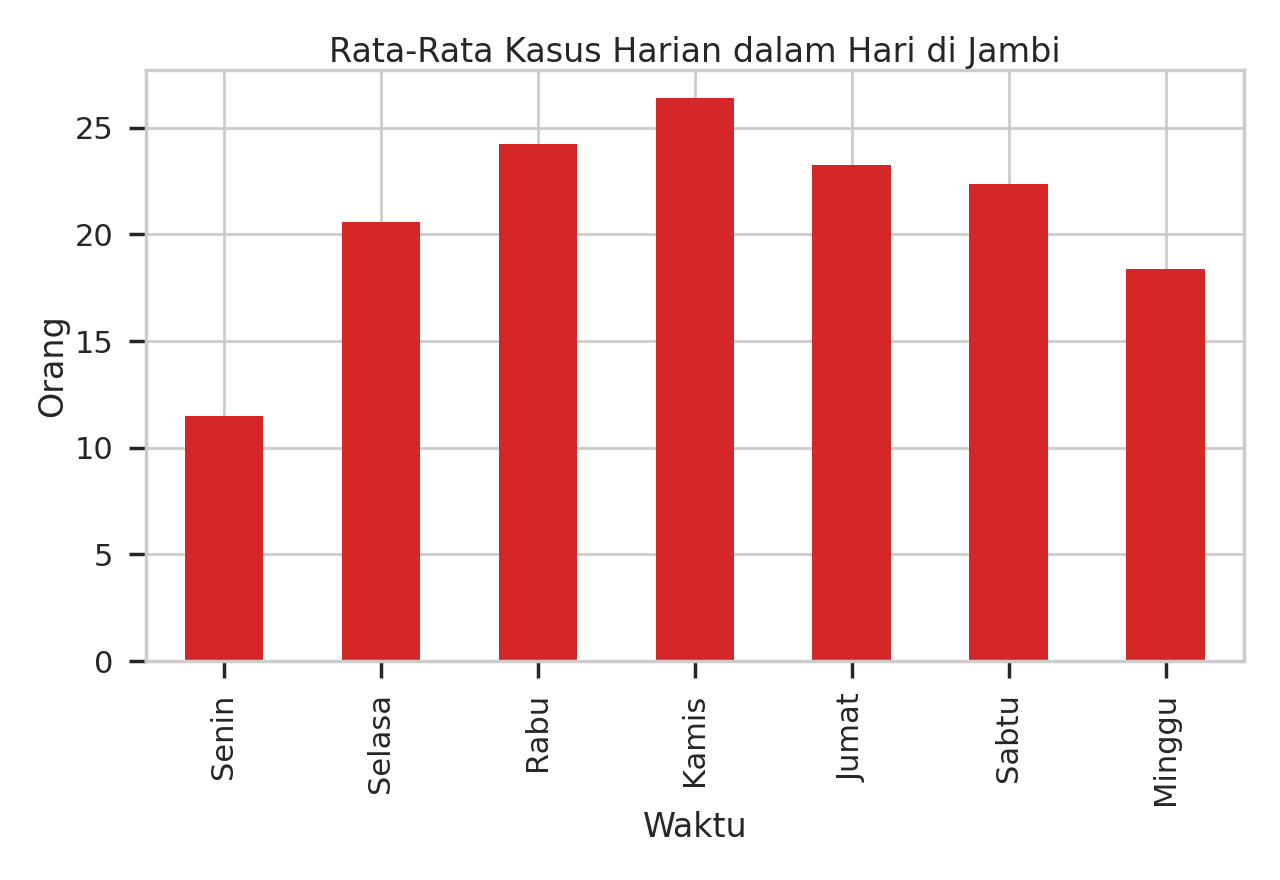 Rata-Rata Kasus Harian dalam Hari di Jambi
Orang
25
20
15
10
5
0
Senin
Selasa
Rabu
Kamis
Jumat
Sabtu
Minggu
Waktu